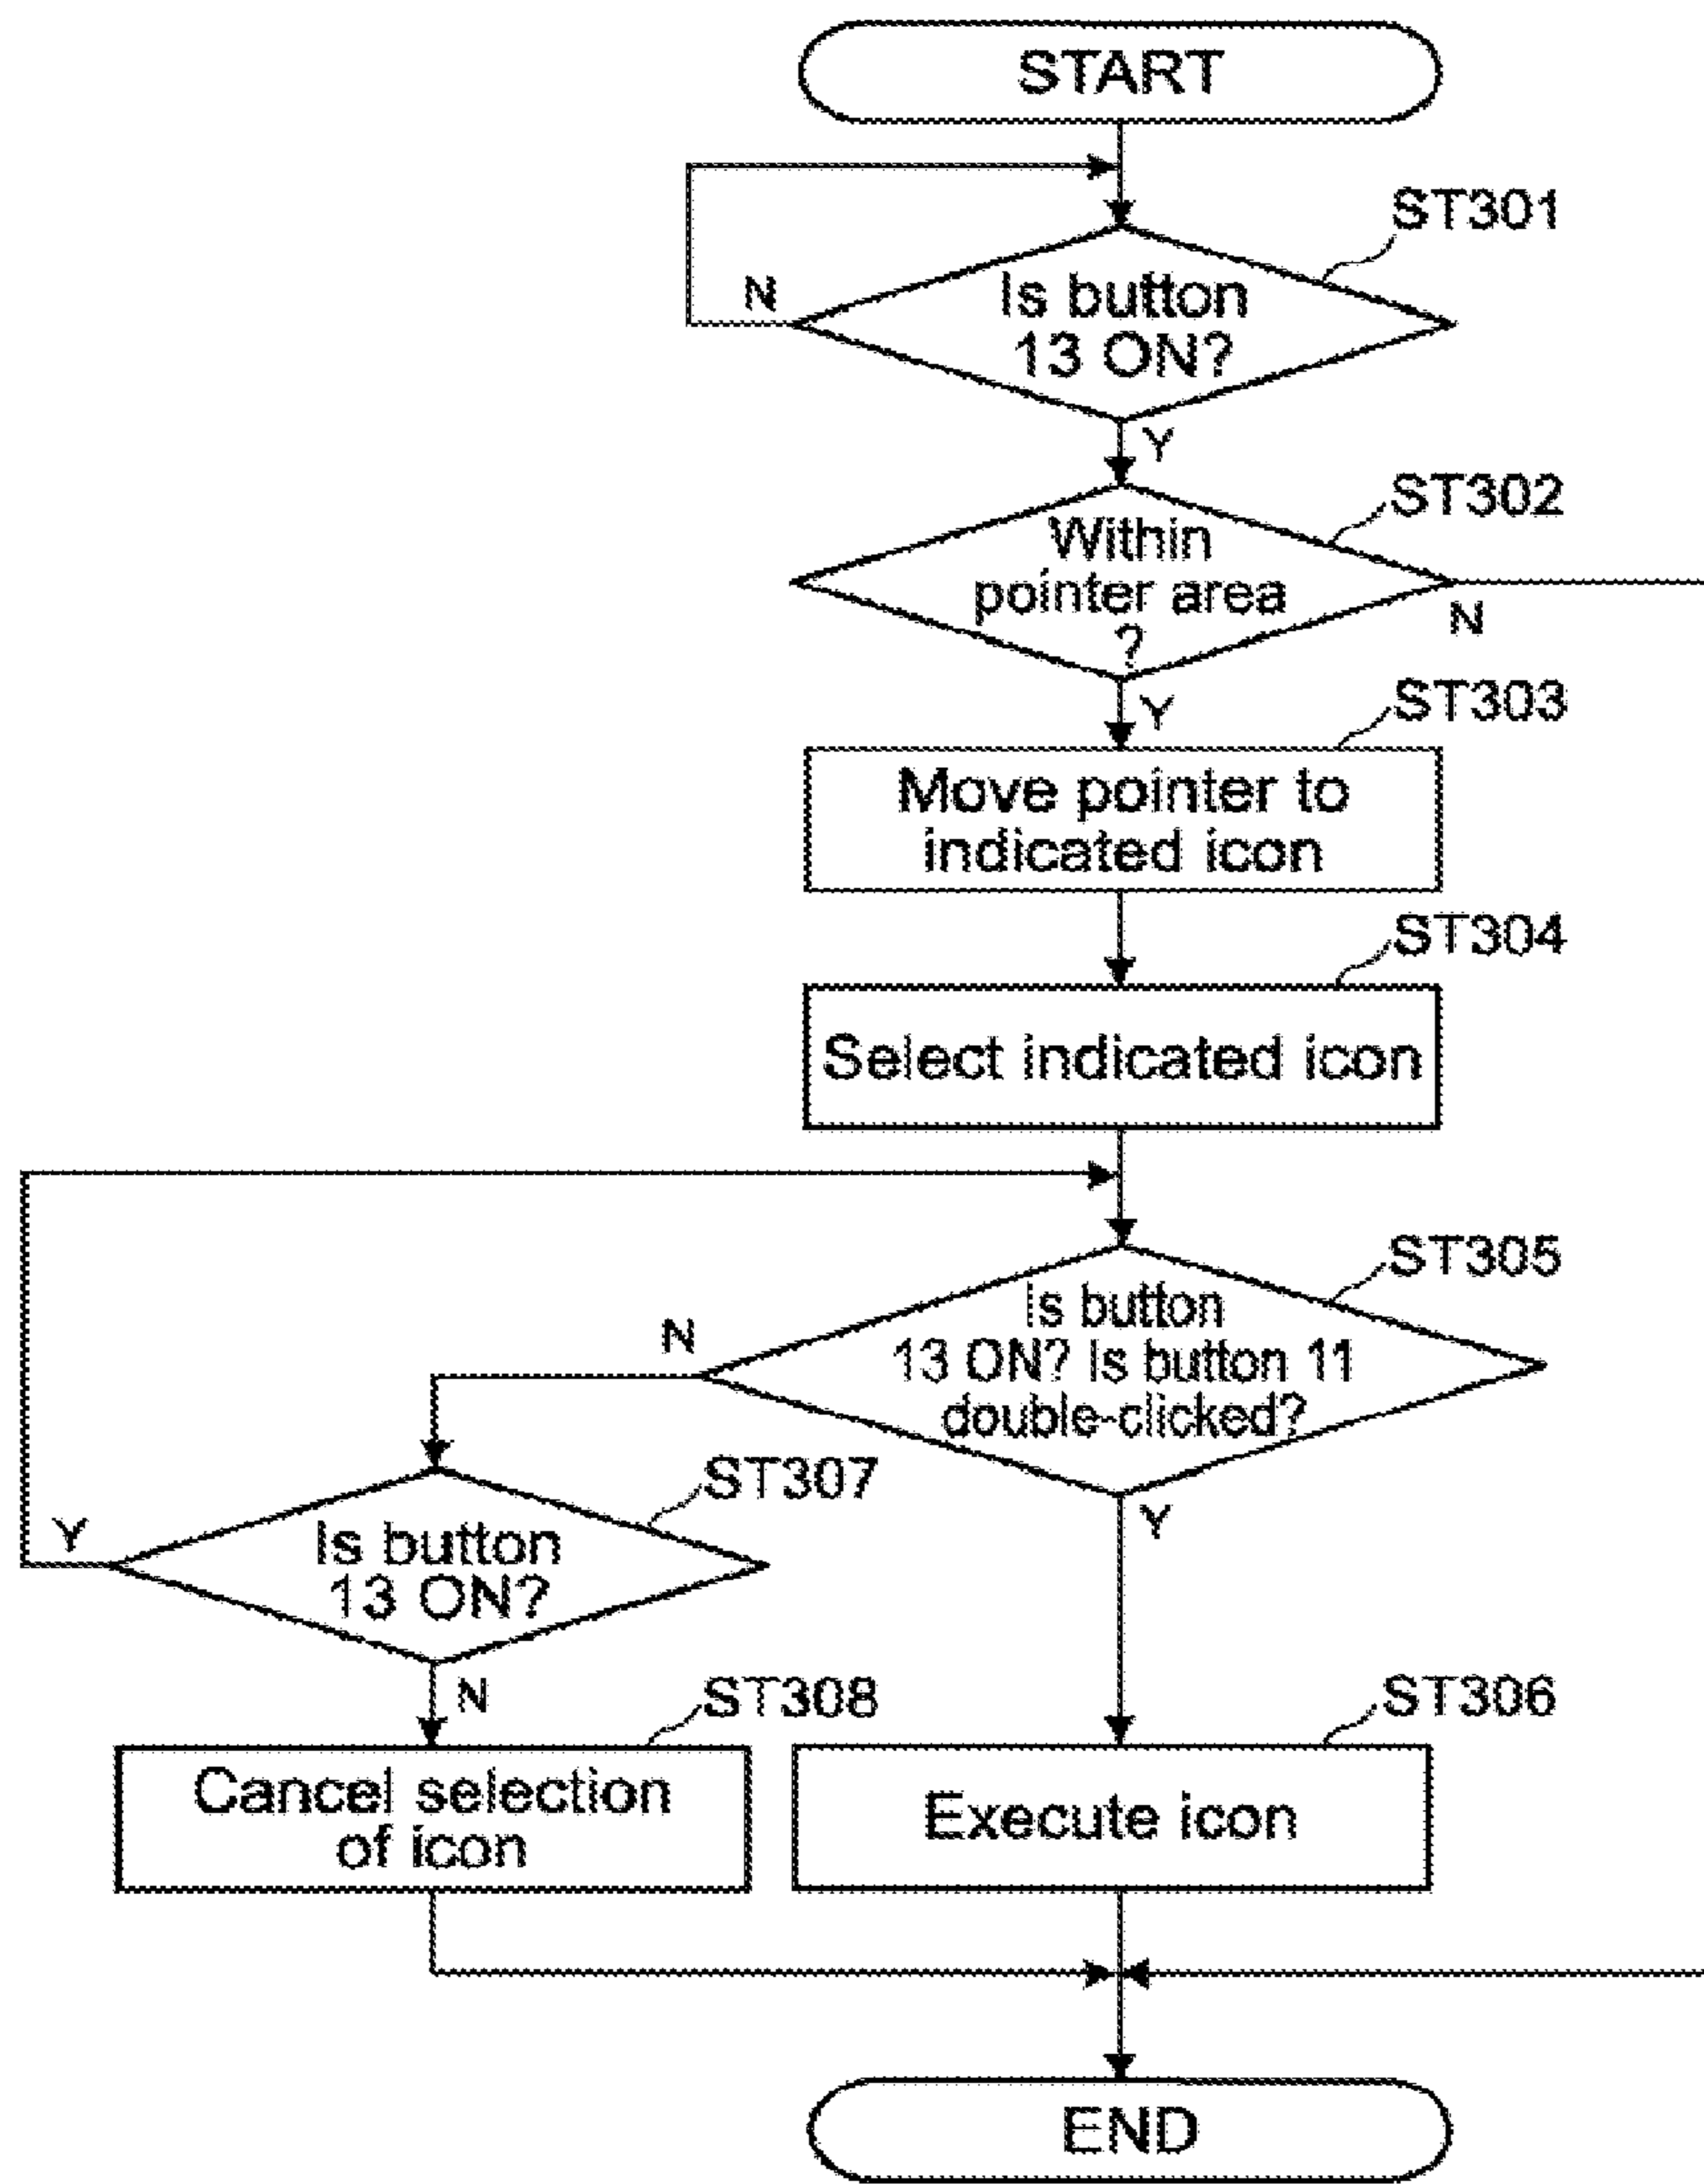 START
ST301
N
Is button
13 ON?
Y
ST302
Within
pointer area
?
N
Y
ST303
Move pointer to
indicated icon
ST304
Select indicated icon
ST305
N
Is button
13 ON? Is button 11
double-clicked?
ST307
Y
Y
Is button
13 ON?
N
ST308
ST306
Cancel selection
of icon
Execute icon
END